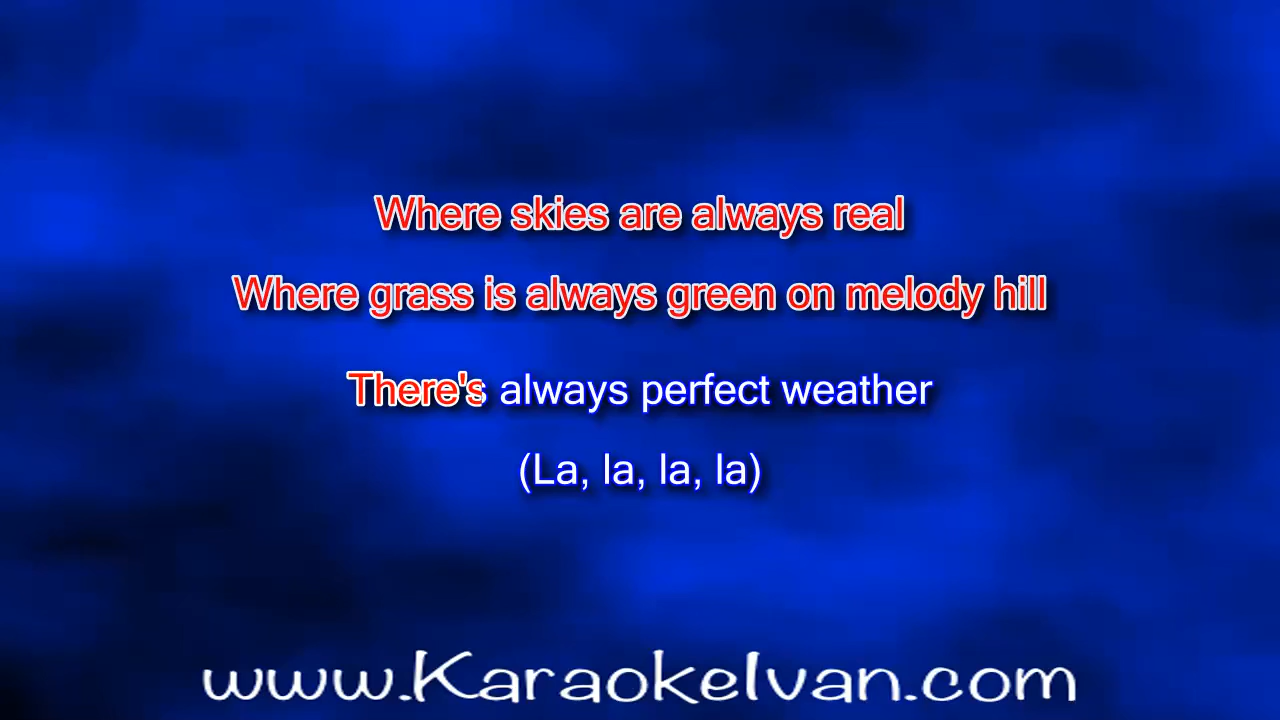 Where skies are always real
Where grass is always green on melody hill
There's always perfect weather
(La, la, la, la)
www.KaraokeIvan.com